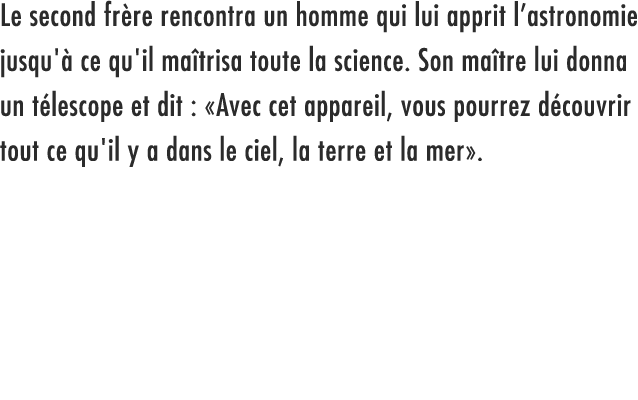 Le second frère rencontra un homme qui lui apprit l’astronomie
jusqu'à ce qu'il maîtrisa toute la science. Son maître lui donna
un télescope et dit : «Avec cet appareil, vous pourrez découvrir
tout ce qu'il y a dans le ciel, la terre et la mer».